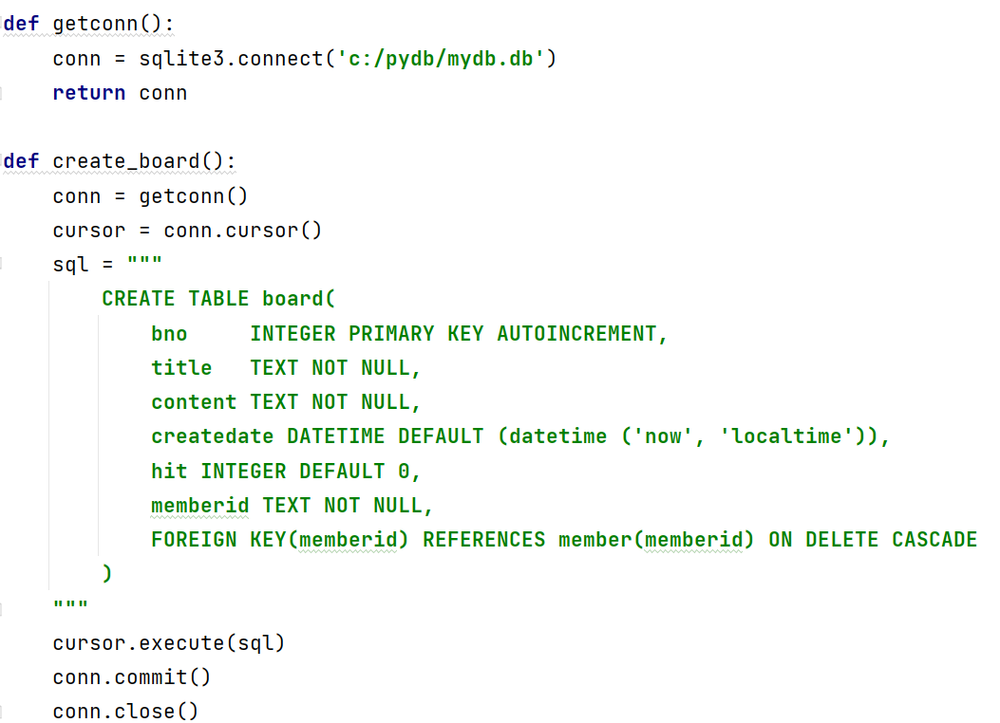 def getconn():
    conn = sqlite3.connect('c:/pydb/mydb.db')
    return conn

def create_board():
    conn = getconn()
    cursor = conn.cursor()
    sql = """
        CREATE TABLE board(
            bno     INTEGER PRIMARY KEY AUTOINCREMENT,
            title   TEXT NOT NULL,
            content TEXT NOT NULL,
            createdate DATETIME DEFAULT (datetime ('now', 'localtime')),
            hit INTEGER DEFAULT 0,
            memberid TEXT NOT NULL,
            FOREIGN KEY(memberid) REFERENCES member(memberid) ON DELETE CASCADE
        )
    """
    cursor.execute(sql)
    conn.commit()
    conn.close()